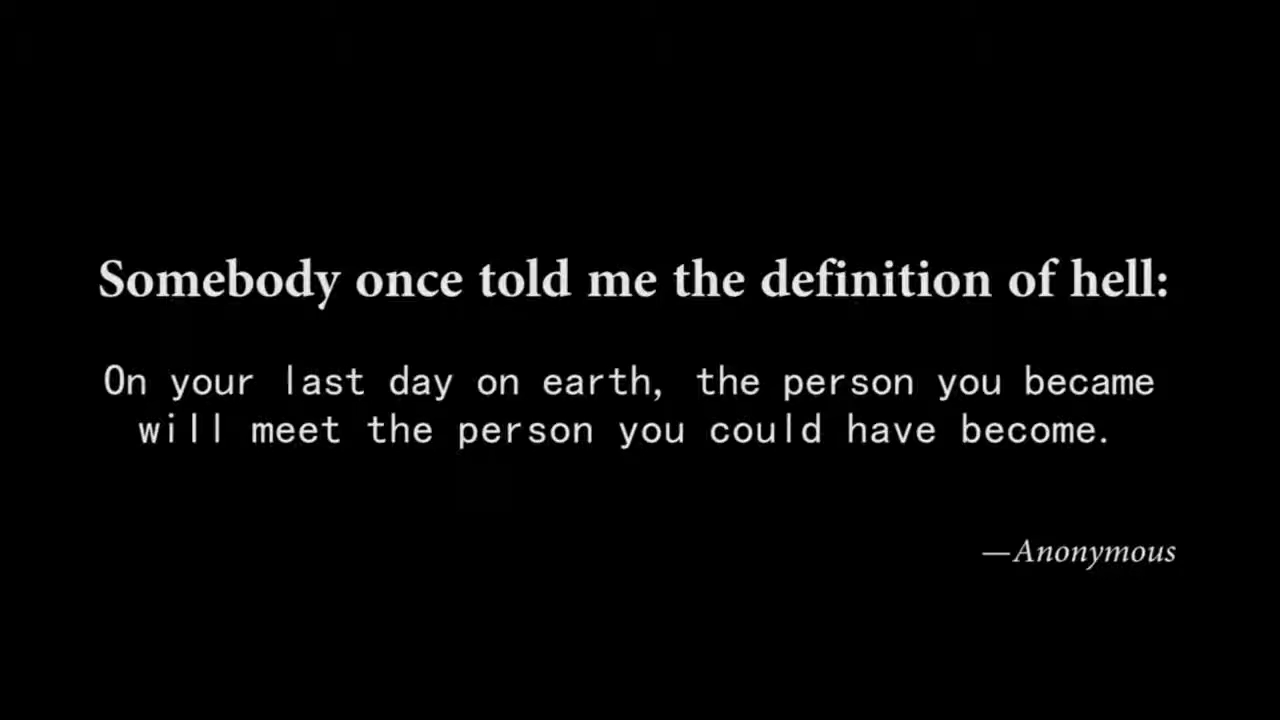 Somebody once told me the definition of hell:
On your last day on earth, the person you became
will meet the person you could have become.
—Anonymous